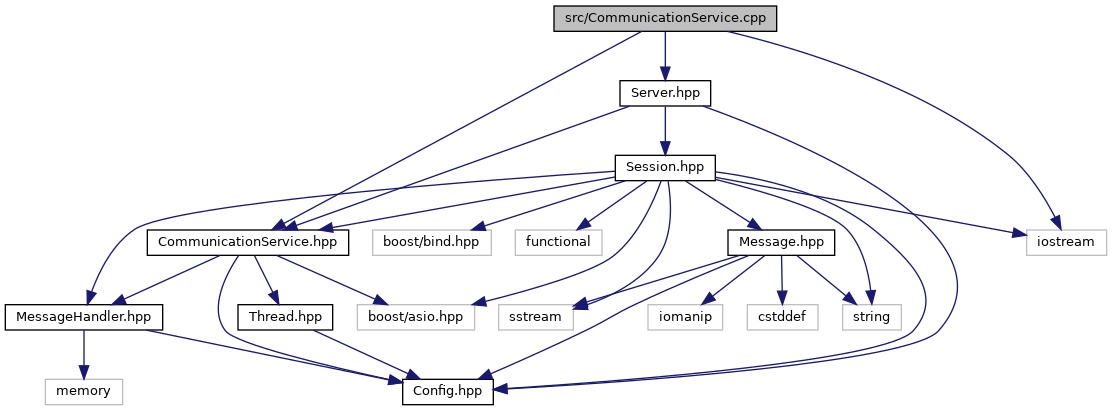 src/CommunicationService.cpp
Server.hpp
Session.hpp
CommunicationService.hpp
boost/bind.hpp
functional
Message.hpp
iostream
MessageHandler.hpp
Thread.hpp
boost/asio.hpp
sstream
iomanip
cstddef
string
memory
Config.hpp